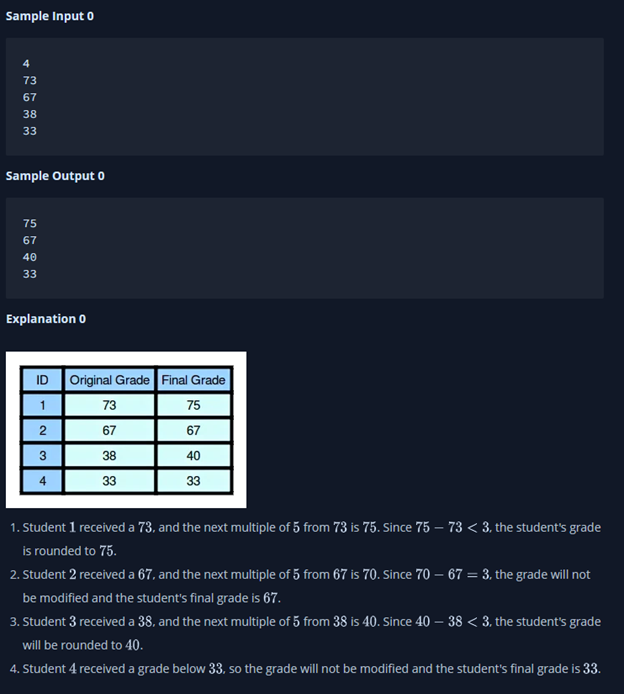 Sample Input 0
4
73
67
38
33
Sample Output 0
75
67
40
33
Explanation 0
ID Original Grade Final Grade
1 73 75
2 67 67
3 38 40
4 33 33
1. Student 1 received a 73, and the next multiple of 5 from 73 is 75. Since 75 − 73 < 3, the student's grade
is rounded to 75.
2. Student 2 received a 67, and the next multiple of 5 from 67 is 70. Since 70 − 67 = 3, the grade will not
be modified and the student's final grade is 67.
3. Student 3 received a 38, and the next multiple of 5 from 38 is 40. Since 40 − 38 < 3, the student's grade
will be rounded to 40.
4. Student 4 received a grade below 33, so the grade will not be modified and the student's final grade is 33.